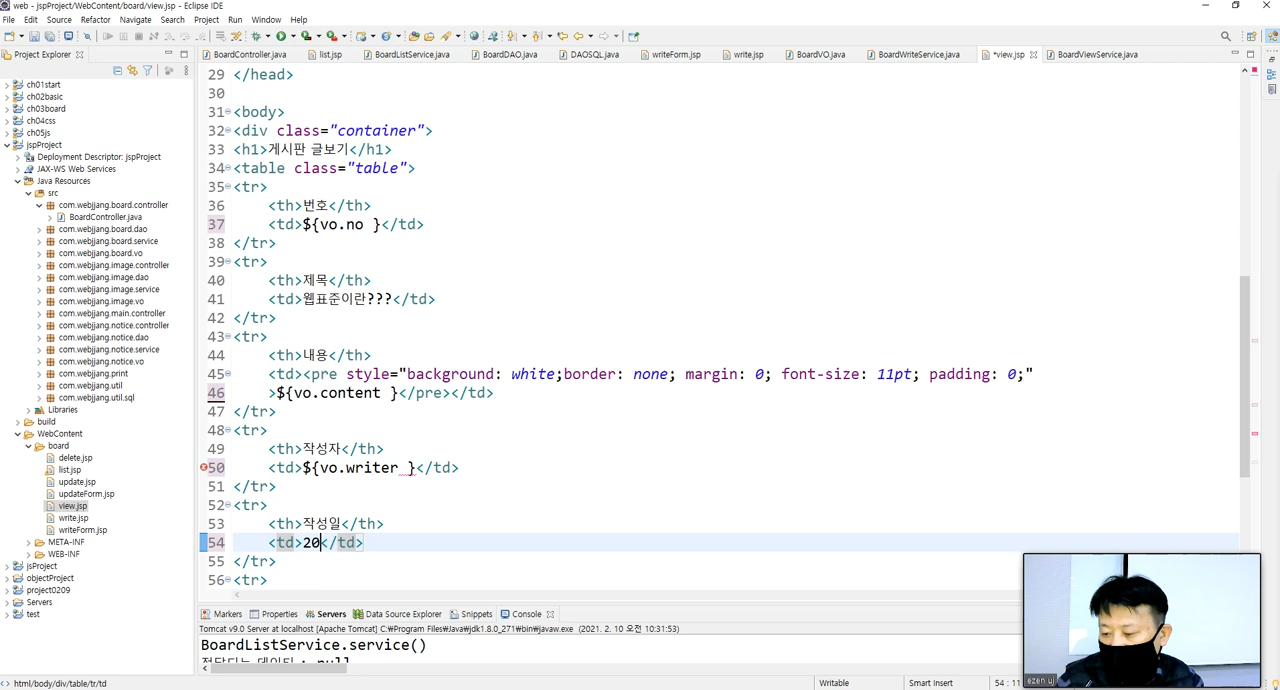 web - jspProject/WebContent/board/view.jsp - Eclipse IDE
File Edit Source Refactor Navigate Search Project Run Window Help
Project Explorer
BoardController.java list.jsp BoardListService.java BoardDAO.java DAOSQL.java writeForm.jsp write.jsp BoardVO.java BoardWriteService.java *view.jsp BoardViewService.java
ch01start
ch02basic
ch03board
ch04css
ch05js
jspProject
Deployment Descriptor: jspProject
JAX-WS Web Services
Java Resources
src
com.webjjang.board.controller
BoardController.java
com.webjjang.board.dao
com.webjjang.board.service
com.webjjang.board.vo
com.webjjang.image.controller
com.webjjang.image.dao
com.webjjang.image.service
com.webjjang.image.vo
com.webjjang.main.controller
com.webjjang.notice.controller
com.webjjang.notice.dao
com.webjjang.notice.service
com.webjjang.notice.vo
com.webjjang.print
com.webjjang.util
com.webjjang.util.sql
Libraries
build
WebContent
board
delete.jsp
list.jsp
update.jsp
updateForm.jsp
view.jsp
write.jsp
writeForm.jsp
META-INF
WEB-INF
jsProject
objectProject
project0209
Servers
test
29 </head>
30
31 <body>
32 <div class="container">
33 <h1>게시판 글보기</h1>
34 <table class="table">
35 <tr>
36 <th>번호</th>
37 <td>${vo.no }</td>
38 </tr>
39 <tr>
40 <th>제목</th>
41 <td>웹표준이란???</td>
42 </tr>
43 <tr>
44 <th>내용</th>
45 <td><pre style="background: white;border: none; margin: 0; font-size: 11pt; padding: 0;"
46 >${vo.content }</pre></td>
47 </tr>
48 <tr>
49 <th>작성자</th>
50 <td>${vo.writer }</td>
51 </tr>
52 <tr>
53 <th>작성일</th>
54 <td>20</td>
55 </tr>
56 <tr>
Markers Properties Servers Data Source Explorer Snippets Console
Tomcat v9.0 Server at localhost [Apache Tomcat] C:\Program Files\Java\jdk1.8.0_271\bin\javaw.exe (2021. 2. 10 오전 10:31:53)
BoardListService.service()
전달되는 데이터 : null
ezen uj
html/body/div/table/tr/td Writable Smart Insert 54 : 11